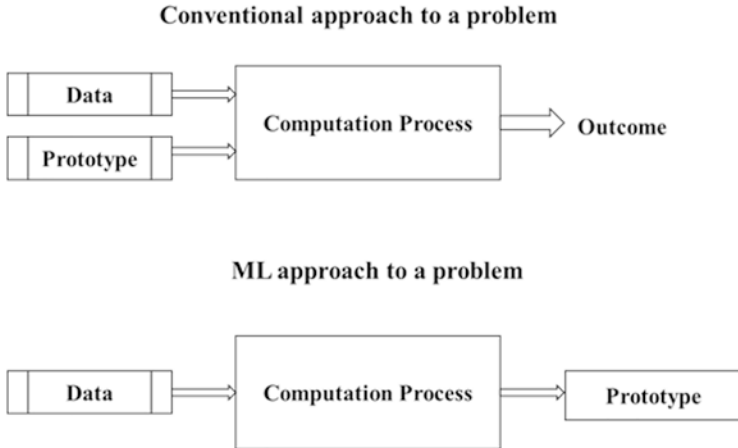 Conventional approach to a problem
Data
Computation Process
Prototype
Outcome
ML approach to a problem
Data
Computation Process
Prototype